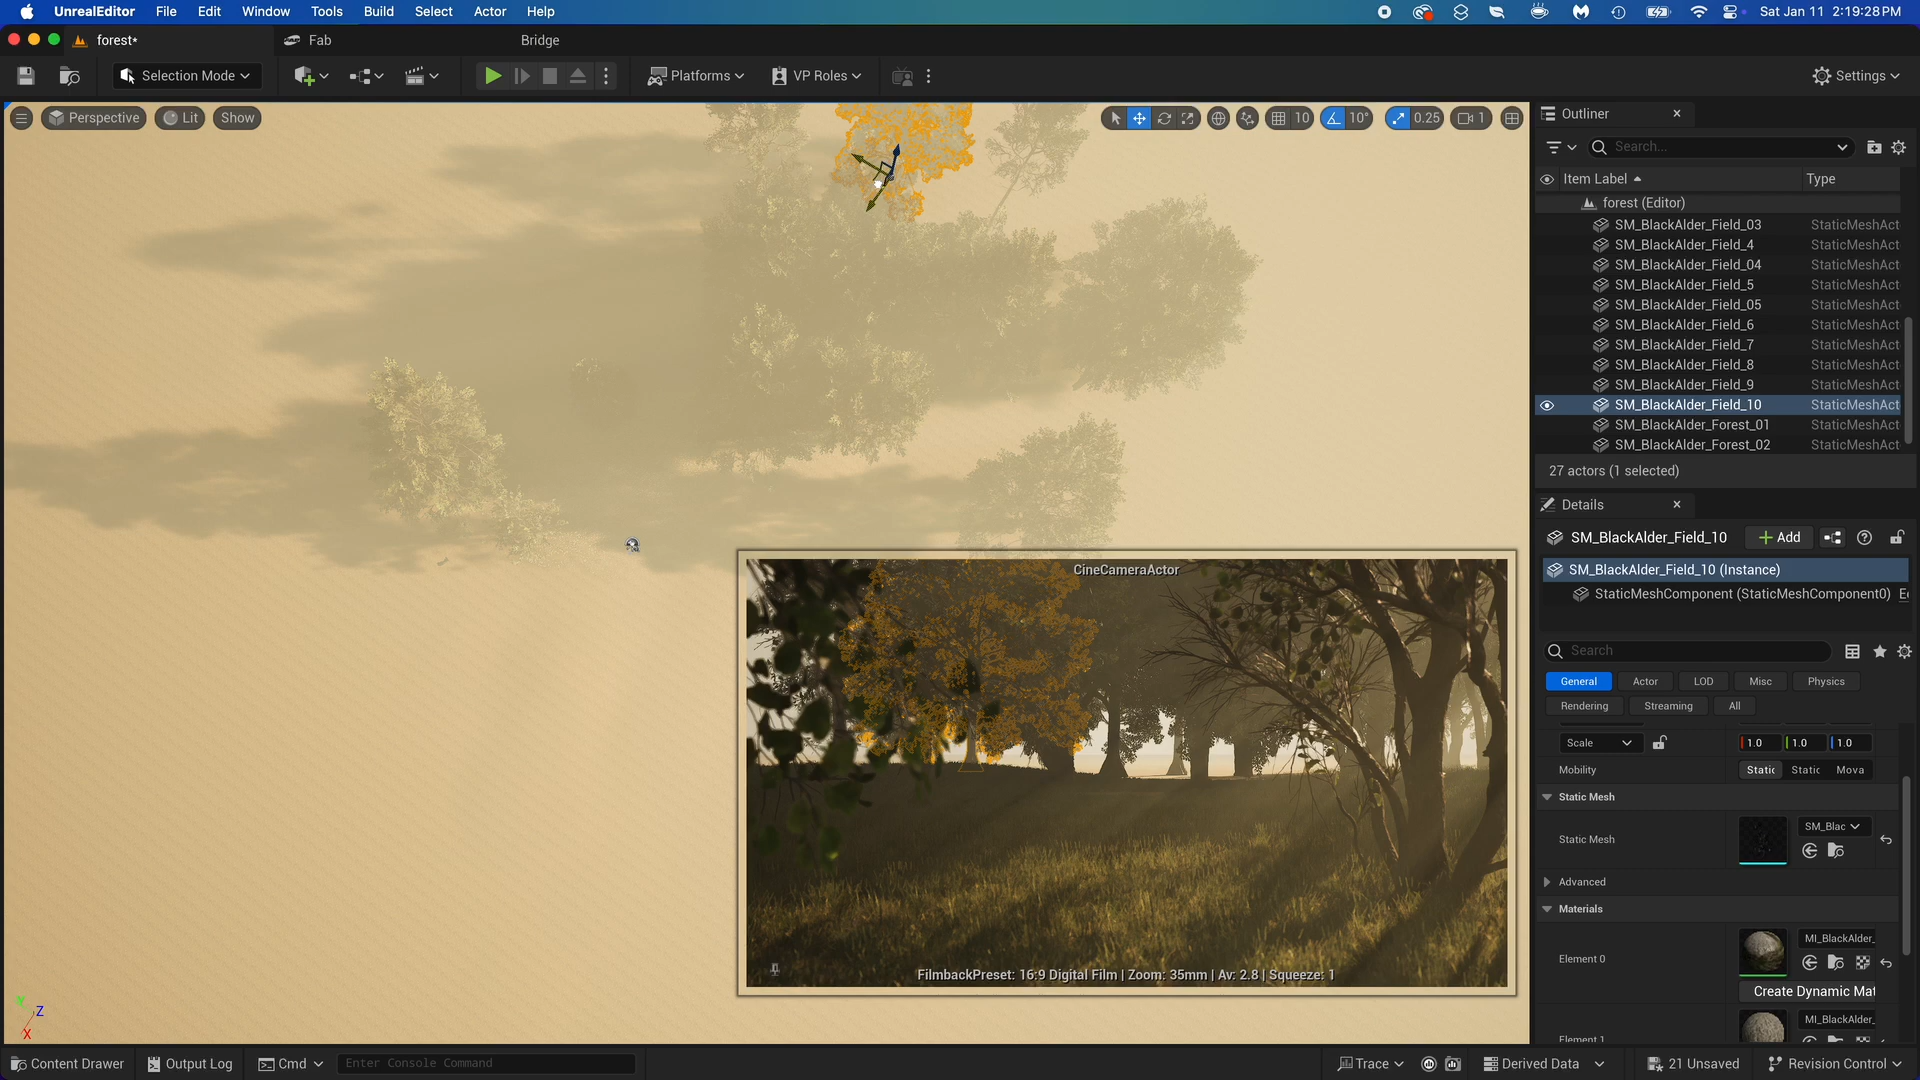 UnrealEditor File Edit Window Tools Build Select Actor Help
Sat Jan 11 2:19:28 PM
forest*
Fab
Bridge
Selection Mode
Platforms
VP Roles
Settings
Perspective
Lit
Show
10
10°
0.25
1
Outliner
Search...
Item Label
Type
forest (Editor)
SM_BlackAlder_Field_03 StaticMeshAct
SM_BlackAlder_Field_4 StaticMeshAct
SM_BlackAlder_Field_04 StaticMeshAct
SM_BlackAlder_Field_5 StaticMeshAct
SM_BlackAlder_Field_05 StaticMeshAct
SM_BlackAlder_Field_6 StaticMeshAct
SM_BlackAlder_Field_7 StaticMeshAct
SM_BlackAlder_Field_8 StaticMeshAct
SM_BlackAlder_Field_9 StaticMeshAct
SM_BlackAlder_Field_10 StaticMeshAct
SM_BlackAlder_Forest_01 StaticMeshAct
SM_BlackAlder_Forest_02 StaticMeshAct
27 actors (1 selected)
Details
SM_BlackAlder_Field_10
Add
SM_BlackAlder_Field_10 (Instance)
StaticMeshComponent (StaticMeshComponent0)
Search
General Actor LOD Misc Physics
Rendering Streaming All
Scale 1.0 1.0 1.0
Mobility Static Static Mova
Static Mesh
Static Mesh
SM_Blac
Advanced
Materials
MI_BlackAlder_
Element 0
Create Dynamic Mat
MI_BlackAlder_
Element 1
CineCameraActor
FilmbackPreset: 16:9 Digital Film | Zoom: 35mm | Av: 2.8 | Squeeze: 1
Y
Z
X
Content Drawer
Output Log
Cmd
Enter Console Command
Trace
Derived Data
21 Unsaved
Revision Control